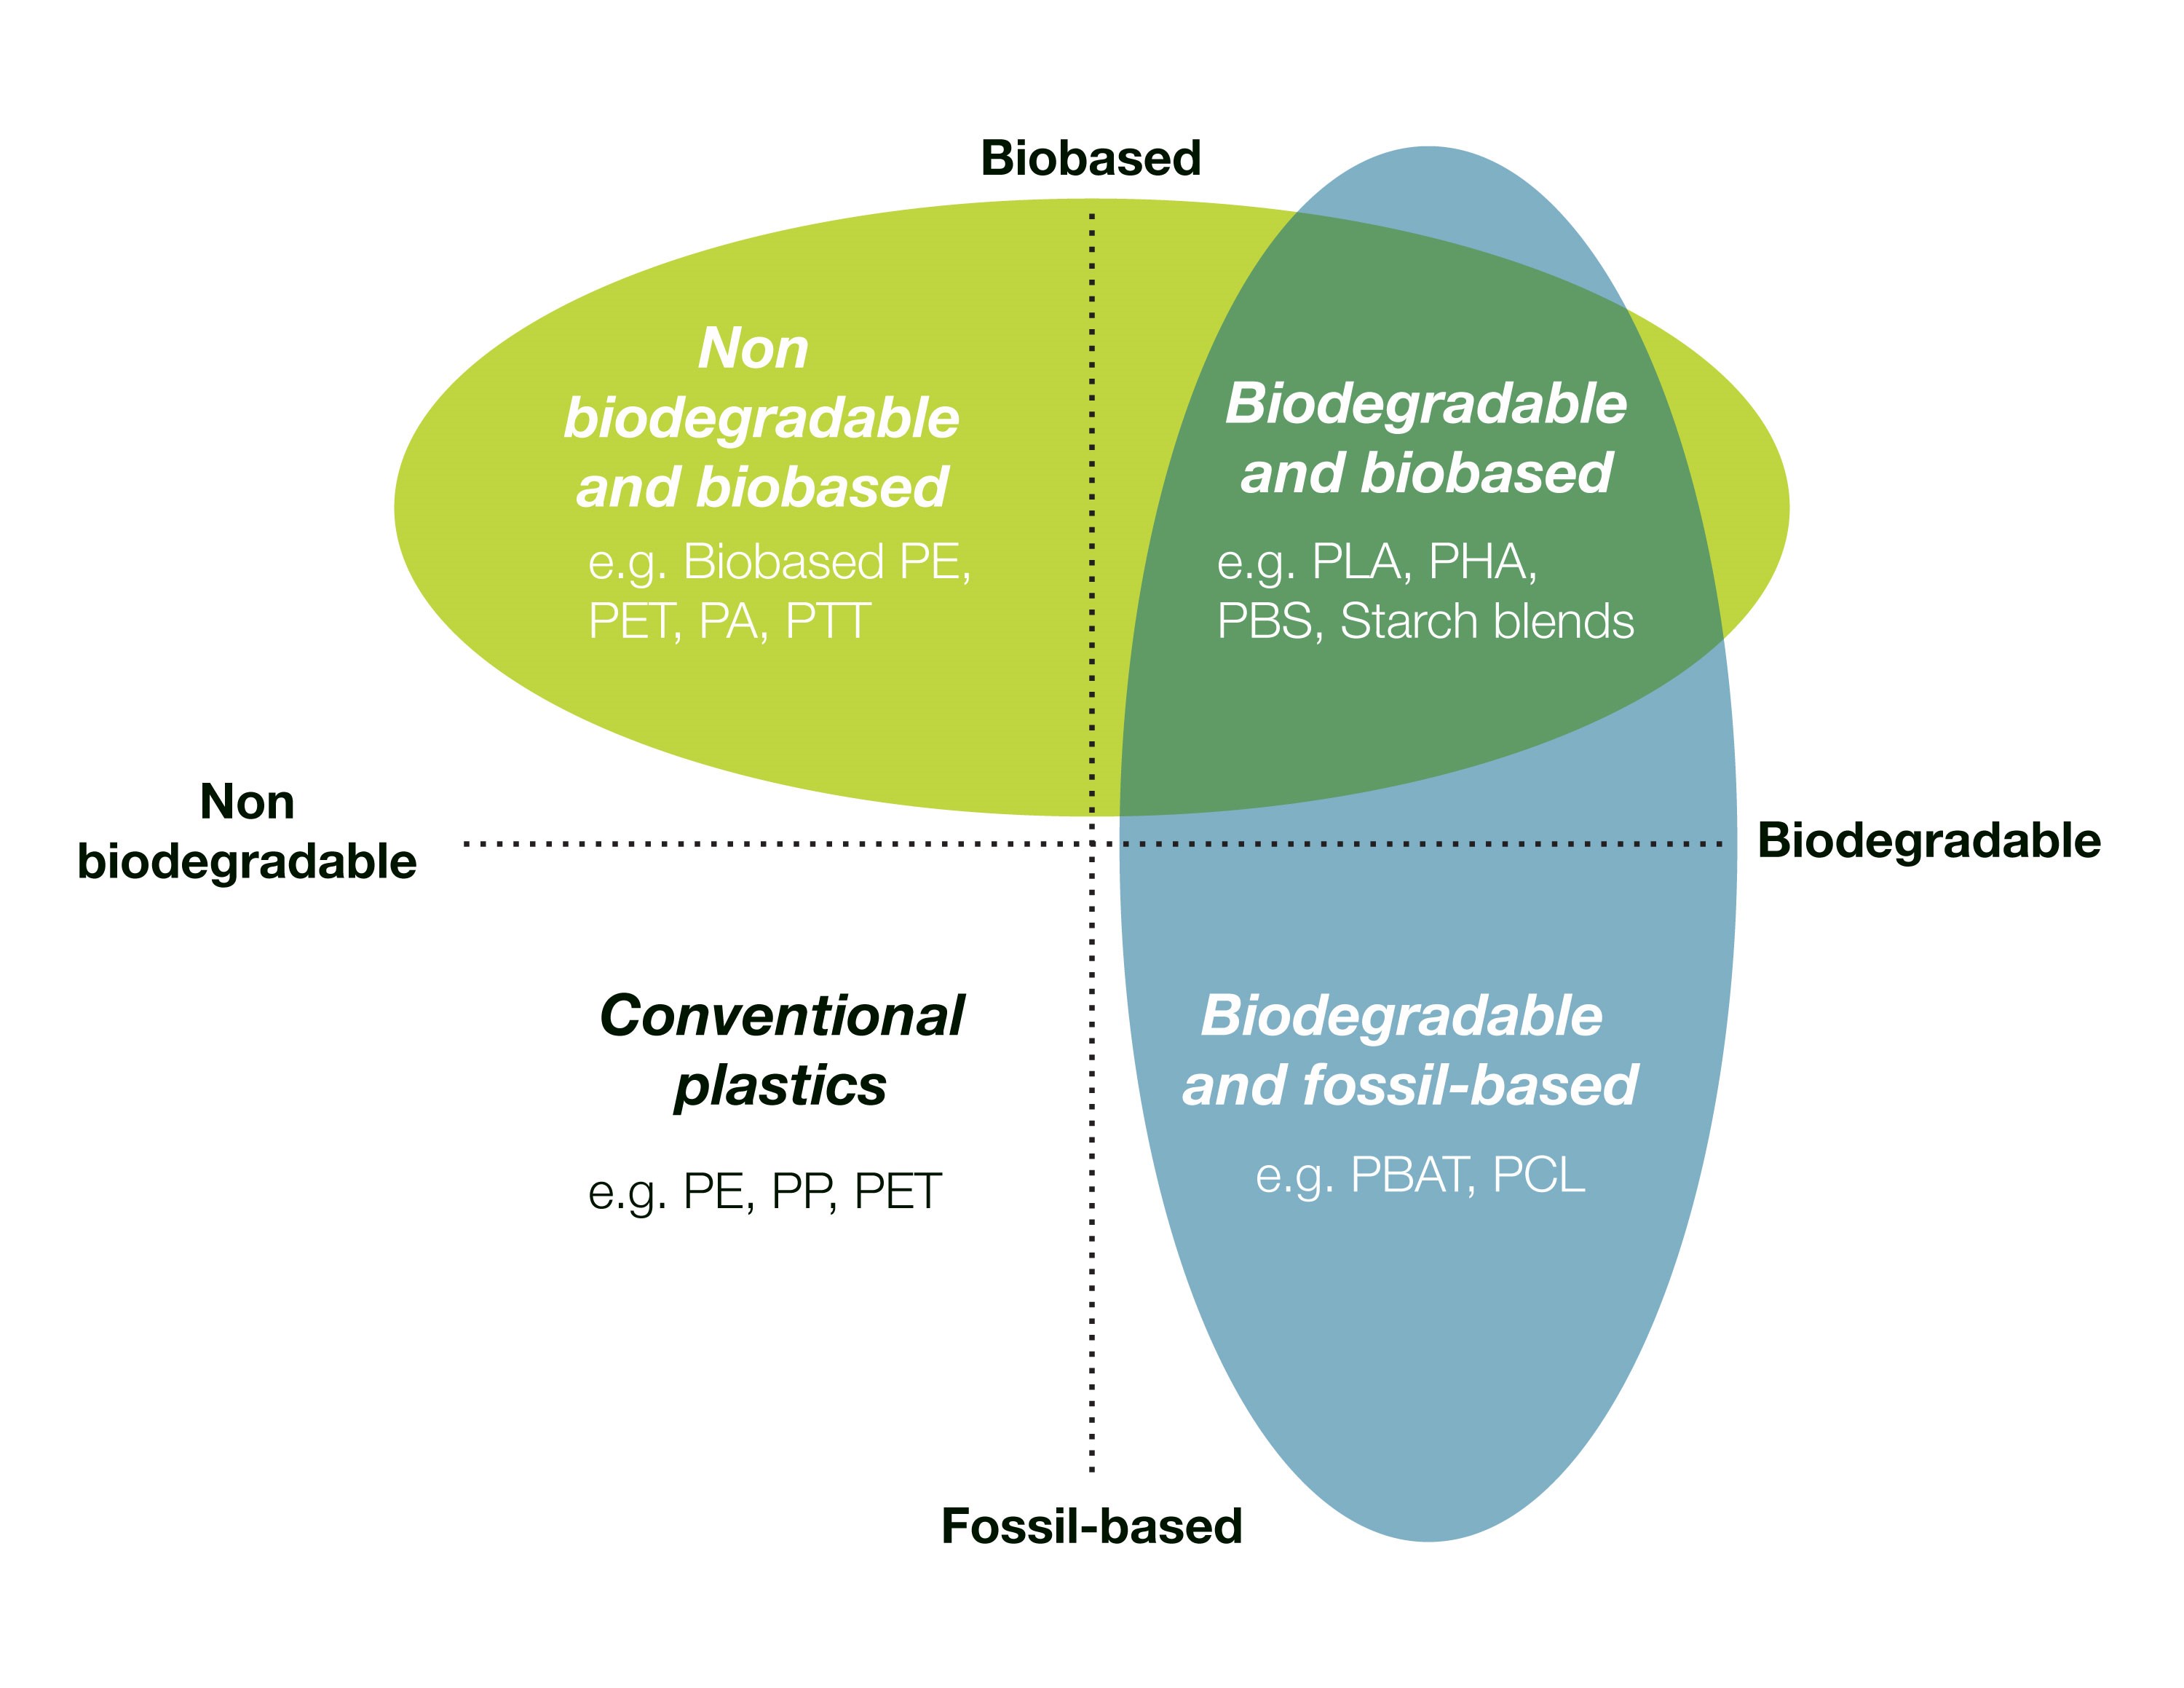 Biobased
Non
biodegradable
and biobased
e.g. Biobased PE,
PET, PA, PTT
Biodegradable
and biobased
e.g. PLA, PHA,
PBS, Starch blends
Non
biodegradable
Biodegradable
Conventional
plastics
e.g. PE, PP, PET
Biodegradable
and fossil-based
e.g. PBAT, PCL
Fossil-based